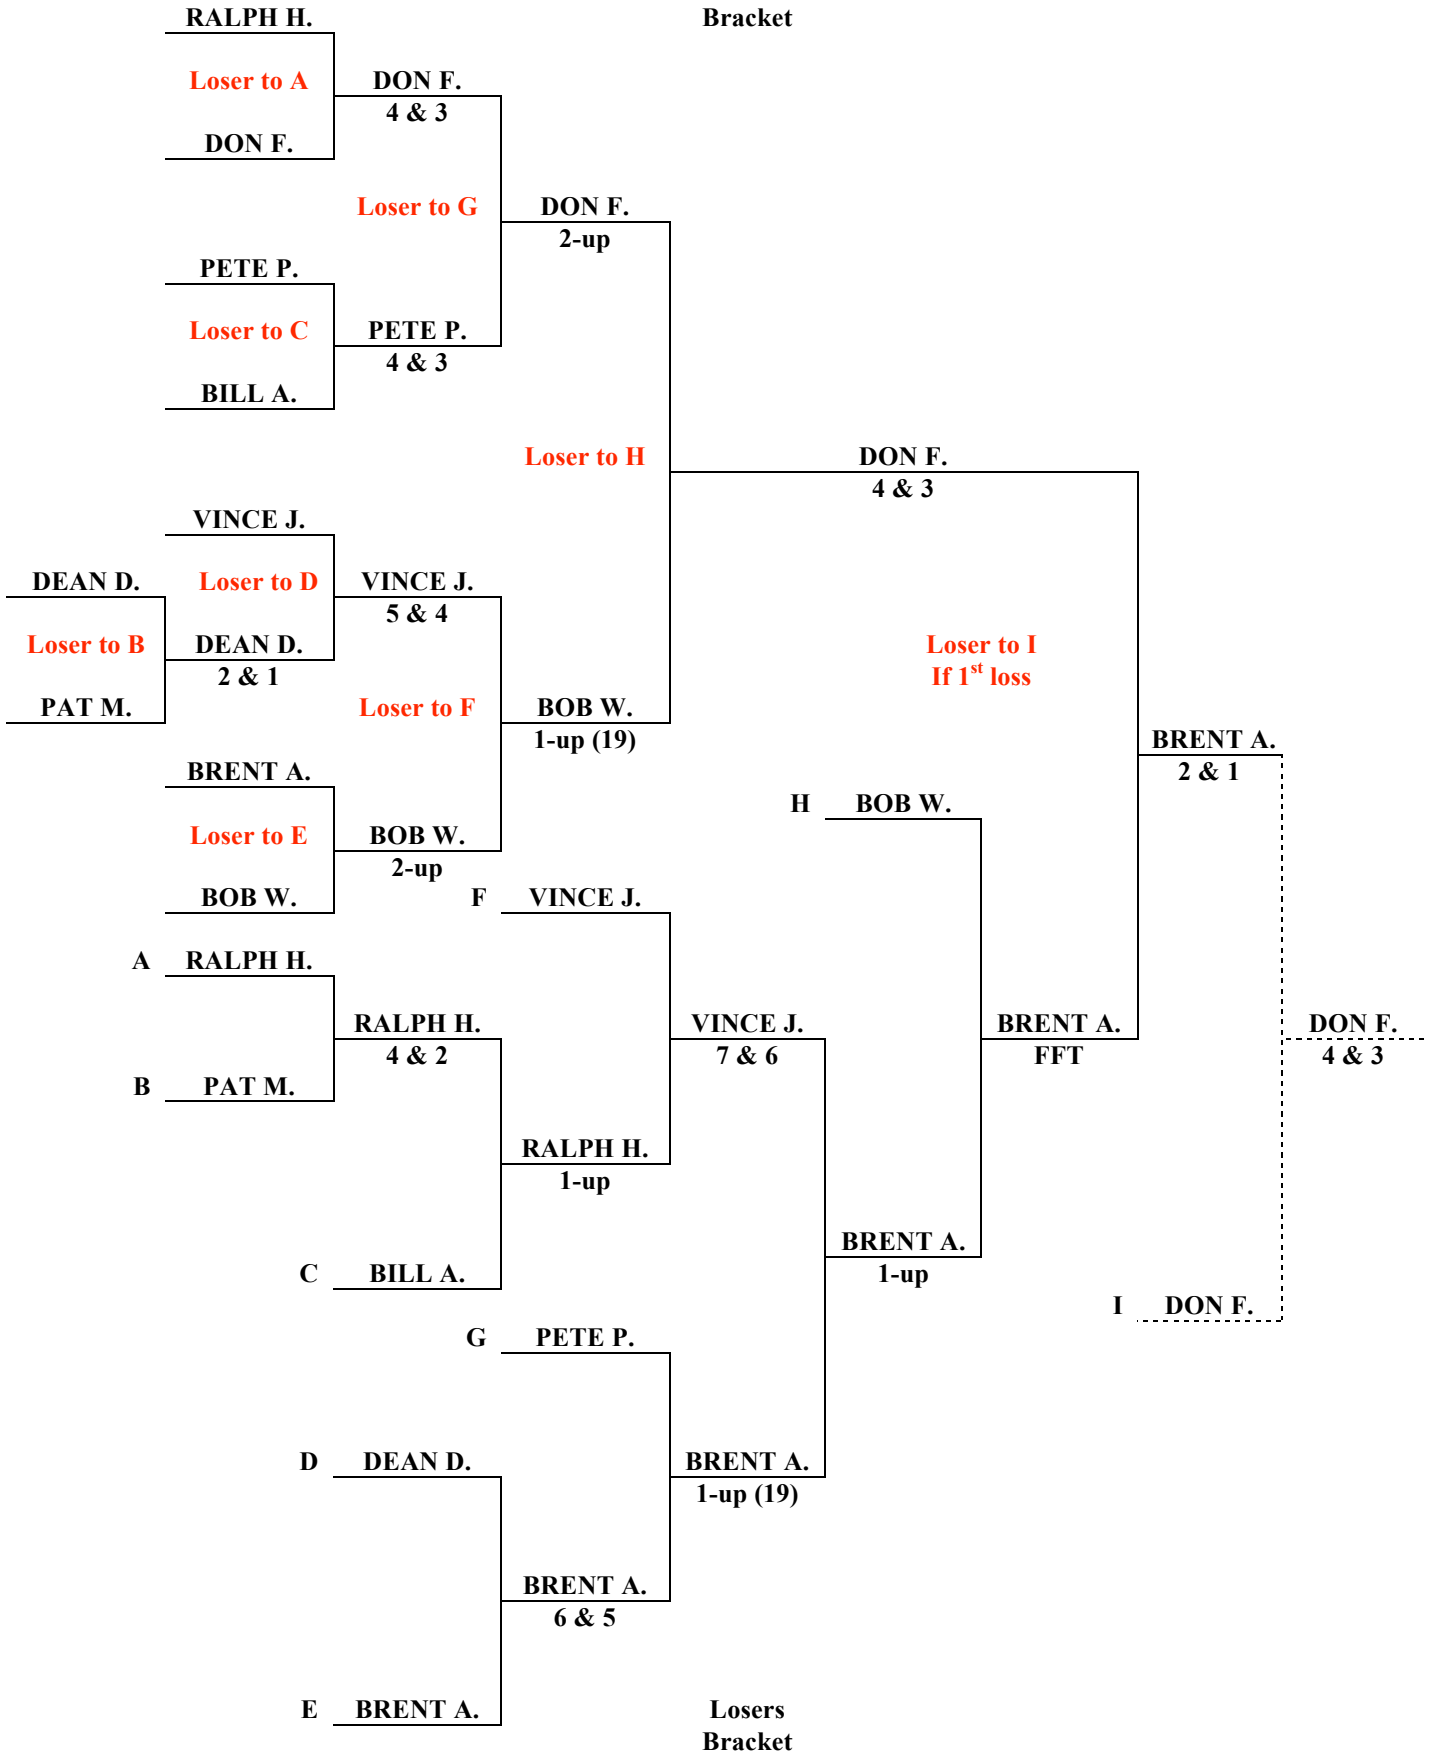 RALPH H.
Bracket
Loser to A
DON F.
4 & 3
DON F.
Loser to G
DON F.
2-up
PETE P.
Loser to C
PETE P.
4 & 3
BILL A.
Loser to H
DON F.
4 & 3
VINCE J.
DEAN D.
Loser to D
VINCE J.
5 & 4
Loser to B
DEAN D.
2 & 1
Loser to I
If 1st loss
PAT M.
Loser to F
BOB W.
1-up (19)
BRENT A.
2 & 1
BRENT A.
H BOB W.
Loser to E
BOB W.
2-up
BOB W.
F VINCE J.
A RALPH H.
RALPH H.
4 & 2
VINCE J.
7 & 6
BRENT A.
FFT
DON F.
4 & 3
B PAT M.
RALPH H.
1-up
BRENT A.
1-up
C BILL A.
I DON F.
G PETE P.
D DEAN D.
BRENT A.
1-up (19)
BRENT A.
6 & 5
E BRENT A.
Losers
Bracket